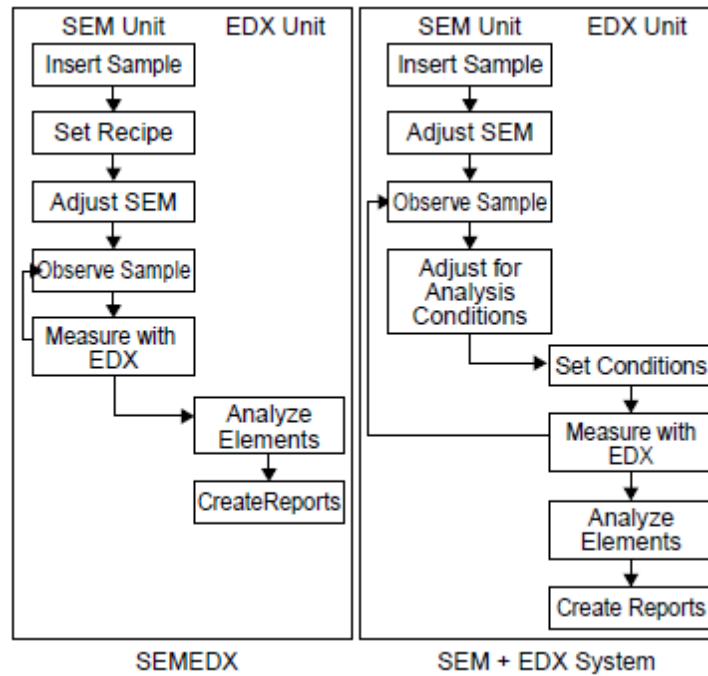 SEM Unit
EDX Unit
Insert Sample
Set Recipe
Adjust SEM
Observe Sample
Measure with
EDX
Analyze
Elements
CreateReports
SEMEDX
SEM Unit
EDX Unit
Insert Sample
Adjust SEM
Observe Sample
Adjust for
Analysis
Conditions
Set Conditions
Measure with
EDX
Analyze
Elements
Create Reports
SEM + EDX System